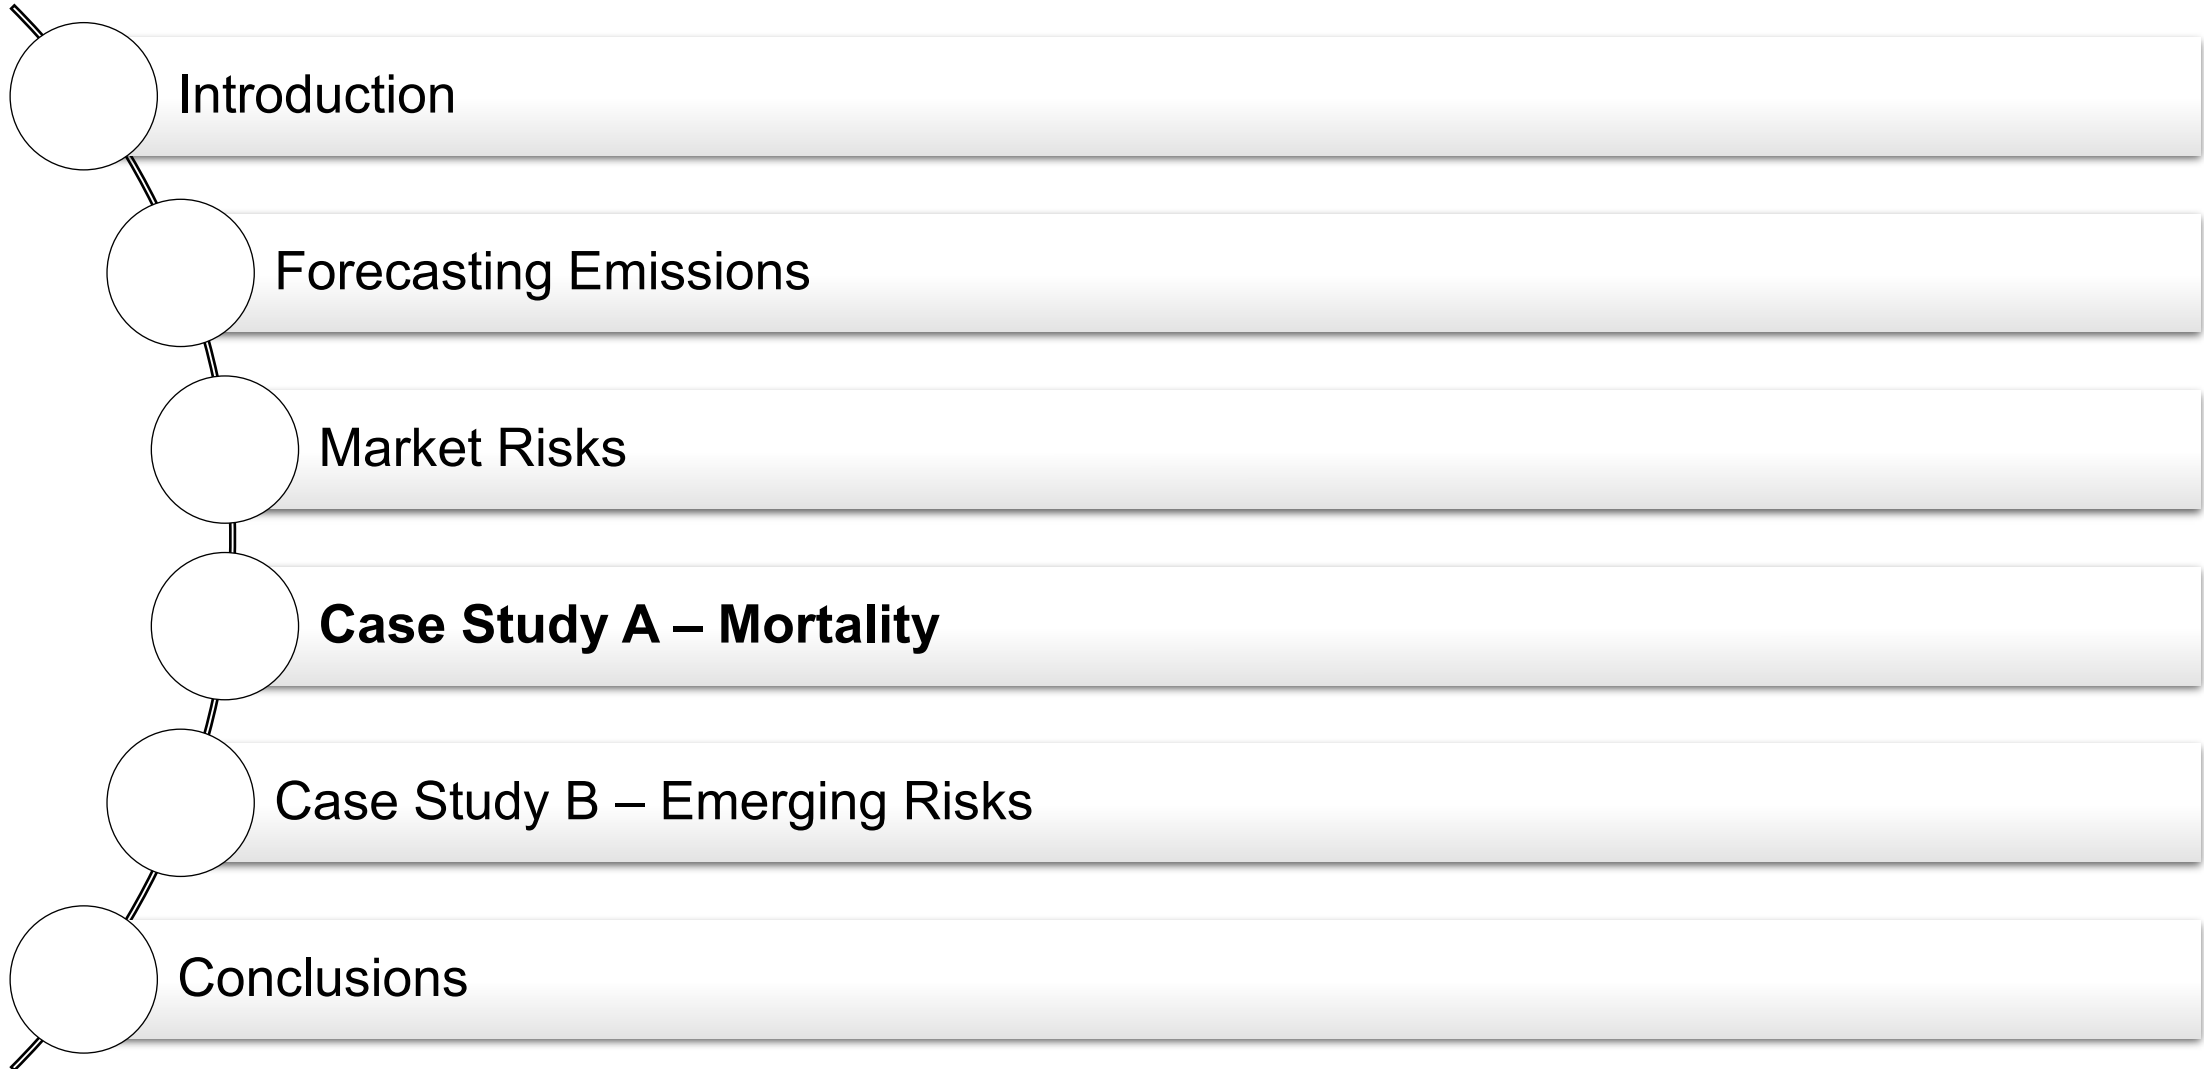 Introduction
Forecasting Emissions
Market Risks
Case Study A – Mortality
Case Study B – Emerging Risks
Conclusions